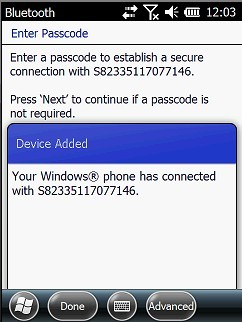 Bluetooth 12:03
Enter Passcode
Enter a passcode to establish a secure
connection with S82335117077146.
Press ‘Next’ to continue if a passcode is
not required.
Device Added
Your Windows® phone has connected
with S82335117077146.
Done Advanced